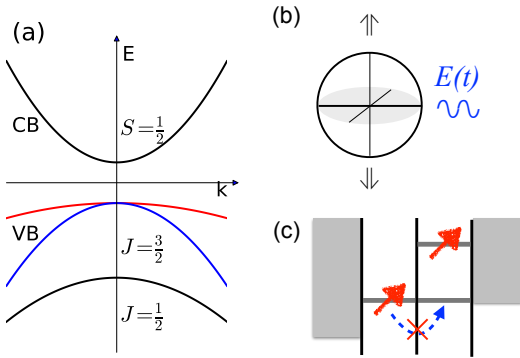 (a)
E
CB
S=1/2
k
VB
J=3/2
J=1/2
(b)
⇑
E(t)
⇓
(c)